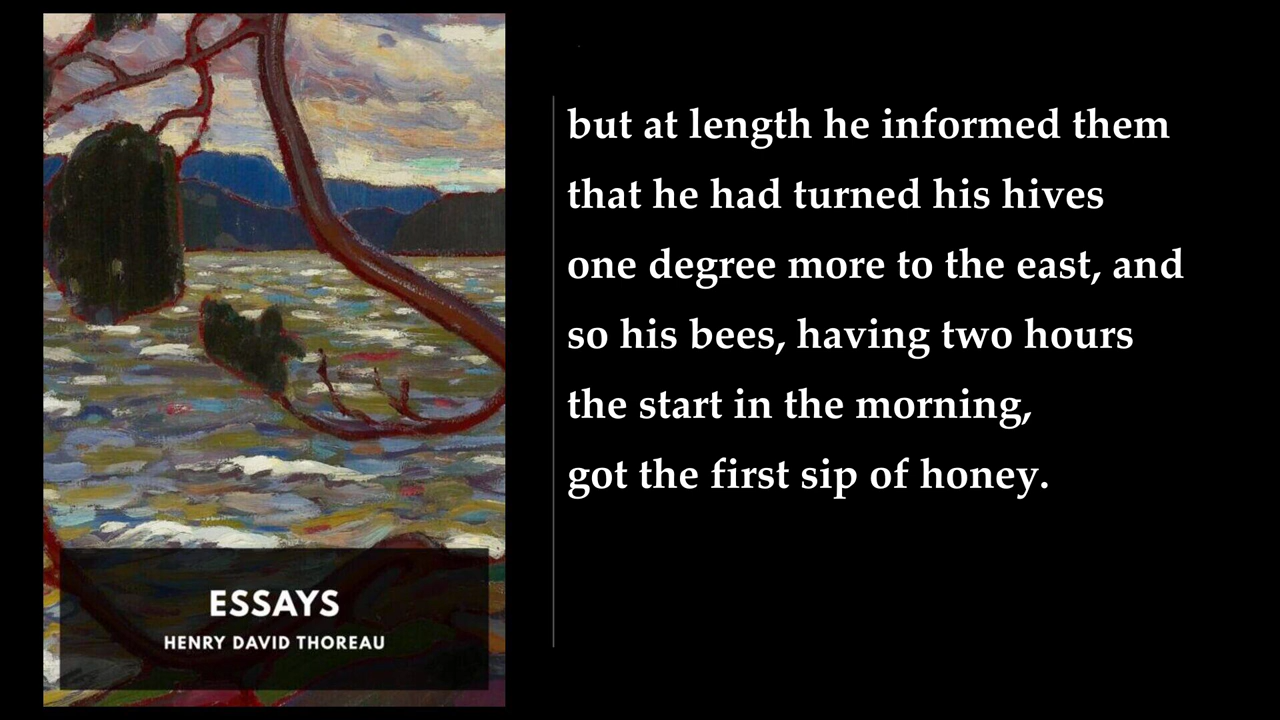 but at length he informed them
that he had turned his hives
one degree more to the east, and
so his bees, having two hours
the start in the morning,
got the first sip of honey.
ESSAYS
HENRY DAVID THOREAU